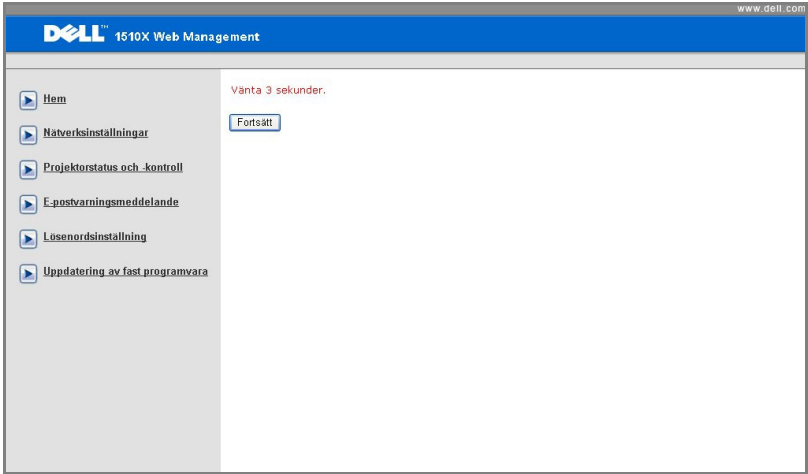 www.dell.com
DELL™ 1510X Web Management
Hem
Nätverksinställningar
Projektorstatus och -kontroll
E-postvarningsmeddelande
Lösenordsinställning
Uppdatering av fast programvara
Vänta 3 sekunder.
Fortsätt